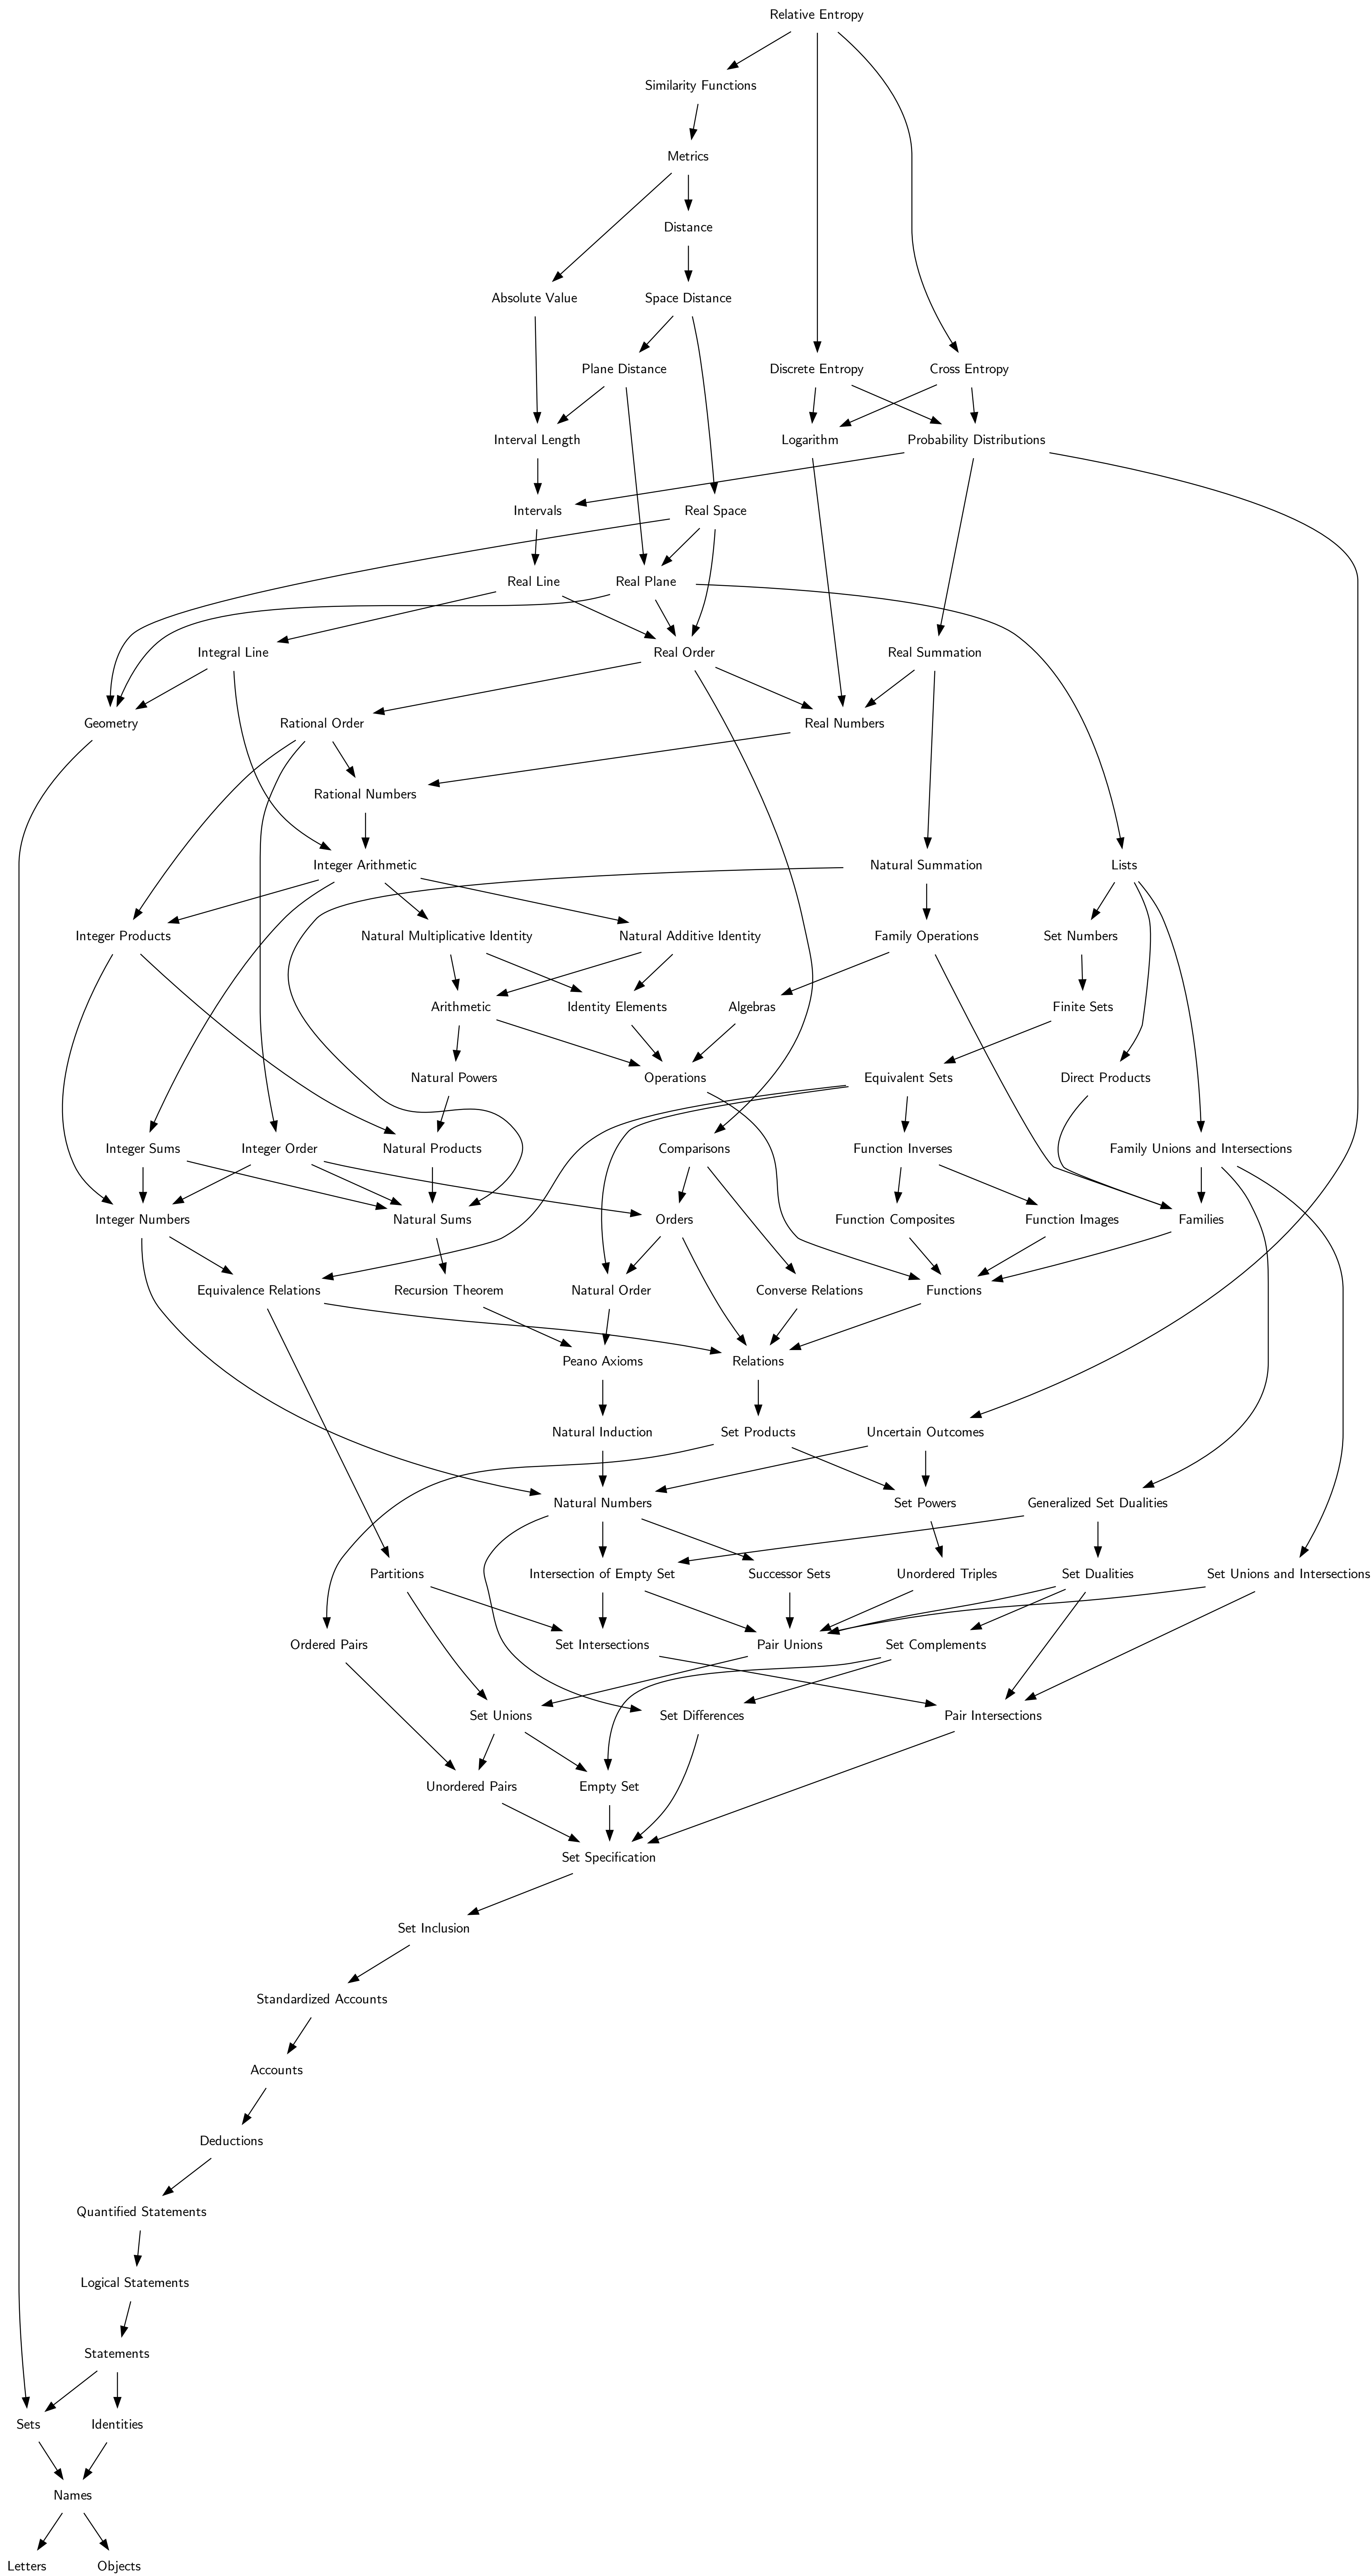 Relative Entropy
Similarity Functions
Metrics
Distance
Absolute Value
Space Distance
Plane Distance
Discrete Entropy
Cross Entropy
Interval Length
Logarithm
Probability Distributions
Intervals
Real Space
Real Line
Real Plane
Integral Line
Real Order
Real Summation
Geometry
Rational Order
Real Numbers
Rational Numbers
Integer Arithmetic
Natural Summation
Lists
Integer Products
Natural Multiplicative Identity
Natural Additive Identity
Family Operations
Set Numbers
Arithmetic
Identity Elements
Algebras
Finite Sets
Natural Powers
Operations
Equivalent Sets
Direct Products
Integer Sums
Integer Order
Natural Products
Comparisons
Function Inverses
Family Unions and Intersections
Integer Numbers
Natural Sums
Orders
Function Composites
Function Images
Families
Equivalence Relations
Recursion Theorem
Natural Order
Converse Relations
Functions
Peano Axioms
Relations
Natural Induction
Set Products
Uncertain Outcomes
Natural Numbers
Set Powers
Generalized Set Dualities
Partitions
Intersection of Empty Set
Successor Sets
Unordered Triples
Set Dualities
Set Unions and Intersections
Ordered Pairs
Set Intersections
Pair Unions
Set Complements
Set Unions
Set Differences
Pair Intersections
Unordered Pairs
Empty Set
Set Specification
Set Inclusion
Standardized Accounts
Accounts
Deductions
Quantified Statements
Logical Statements
Statements
Sets
Identities
Names
Letters
Objects